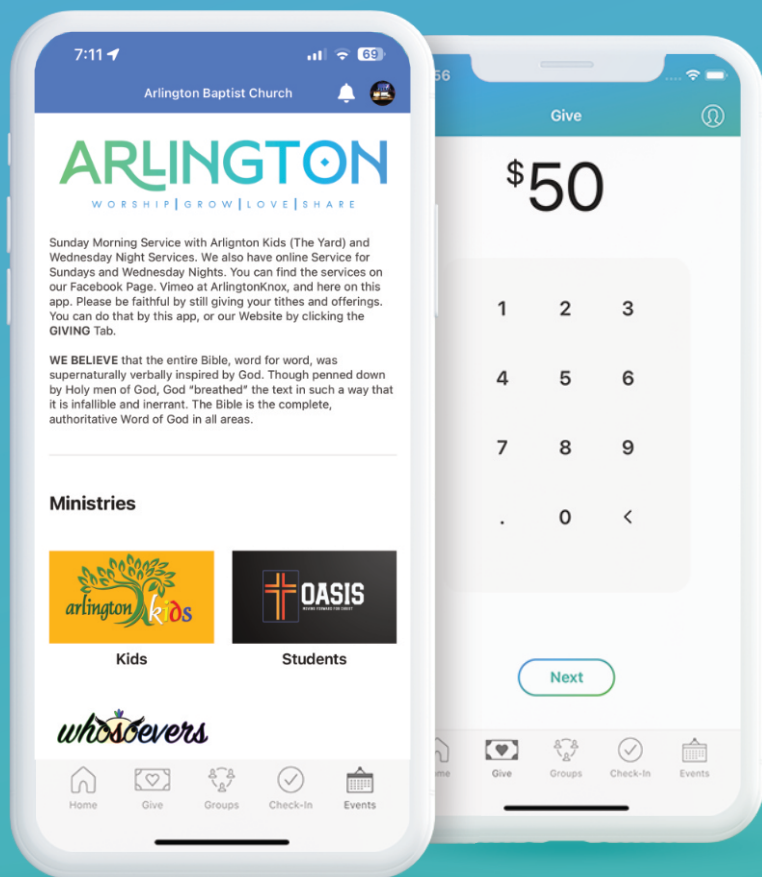 7:11
69
Arlington Baptist Church
ARLINGTON
WORSHIP|GROW|LOVE|SHARE
Sunday Morning Service with Arlignton Kids (The Yard) and
Wednesday Night Services. We also have online Service for
Sundays and Wednesday Nights. You can find the services on
our Facebook Page. Vimeo at ArlingtonKnox, and here on this
app. Please be faithful by still giving your tithes and offerings.
You can do that by this app, or our Website by clicking the
GIVING Tab.
WE BELIEVE that the entire Bible, word for word, was
supernaturally verbally inspired by God. Though penned down
by Holy men of God, God “breathed” the text in such a way that
it is infallible and inerrant. The Bible is the complete,
authoritative Word of God in all areas.
Ministries
arlington kids
OASIS
MOVING FORWARD FOR CHRIST
Kids
Students
whosoevers
Home
Give
Groups
Check-In
Events
56
Give
$50
1 2 3
4 5 6
7 8 9
. 0 <
Next
me
Give
Groups
Check-In
Events